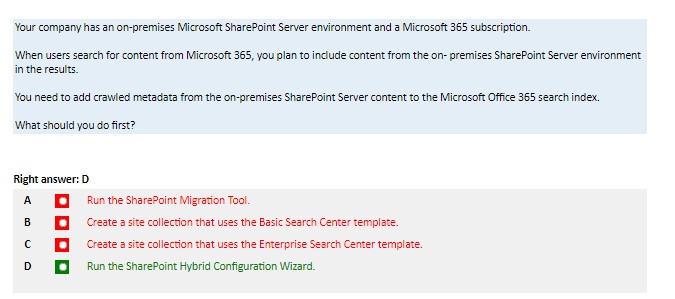 Your company has an on-premises Microsoft SharePoint Server environment and a Microsoft 365 subscription.
When users search for content from Microsoft 365, you plan to include content from the on- premises SharePoint Server environment
in the results.
You need to add crawled metadata from the on-premises SharePoint Server content to the Microsoft Office 365 search index.
What should you do first?
Right answer: D
A Run the SharePoint Migration Tool.
B Create a site collection that uses the Basic Search Center template.
C Create a site collection that uses the Enterprise Search Center template.
D Run the SharePoint Hybrid Configuration Wizard.